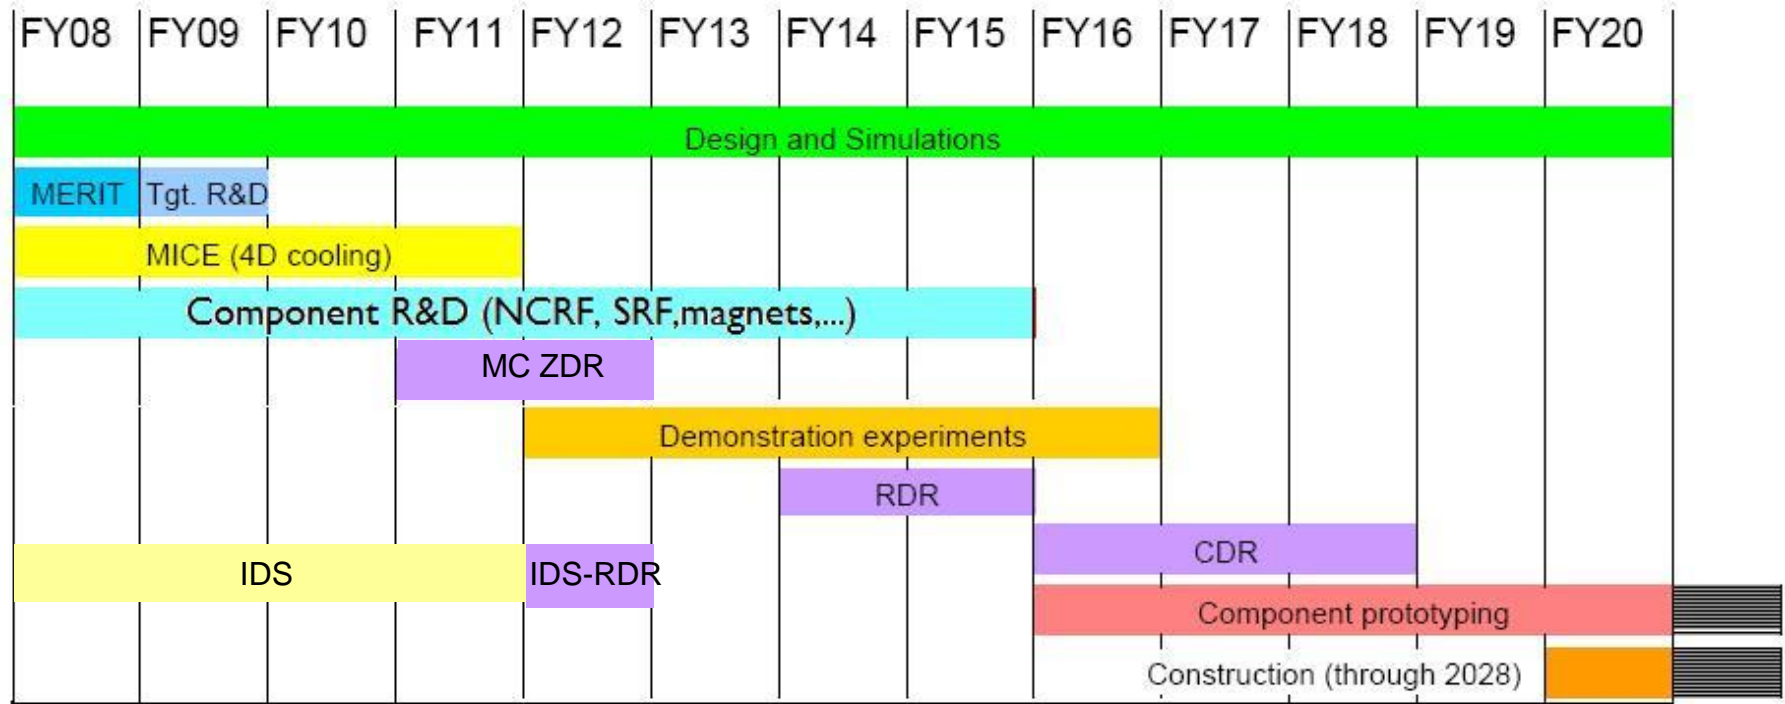 FY08 FY09 FY10 FY11 FY12 FY13 FY14 FY15 FY16 FY17 FY18 FY19 FY20
Design and Simulations
MERIT Tgt. R&D
MICE (4D cooling)
Component R&D (NCRF, SRF,magnets,...)
MC ZDR
Demonstration experiments
RDR
CDR
IDS IDS-RDR
Component prototyping
Construction (through 2028)